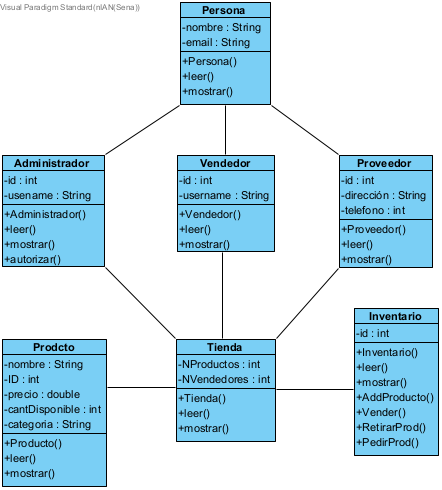 Visual Paradigm Standard(nIAN(Sena))
Persona
-nombre : String
-email : String
+Persona()
+leer()
+mostrar()
Administrador
-id : int
-usename : String
+Administrador()
+leer()
+mostrar()
+autorizar()
Vendedor
-id : int
-username : String
+Vendedor()
+leer()
+mostrar()
Proveedor
-id : int
-dirección : String
-telefono : int
+Proveedor()
+leer()
+mostrar()
Prodcto
-nombre : String
-ID : int
-precio : double
-cantDisponible : int
-categoria : String
+Producto()
+leer()
+mostrar()
Tienda
-NProductos : int
-NVendedores : int
+Tienda()
+leer()
+mostrar()
Inventario
-id : int
+Inventario()
+leer()
+mostrar()
+AddProducto()
+Vender()
+RetirarProd()
+PedirProd()